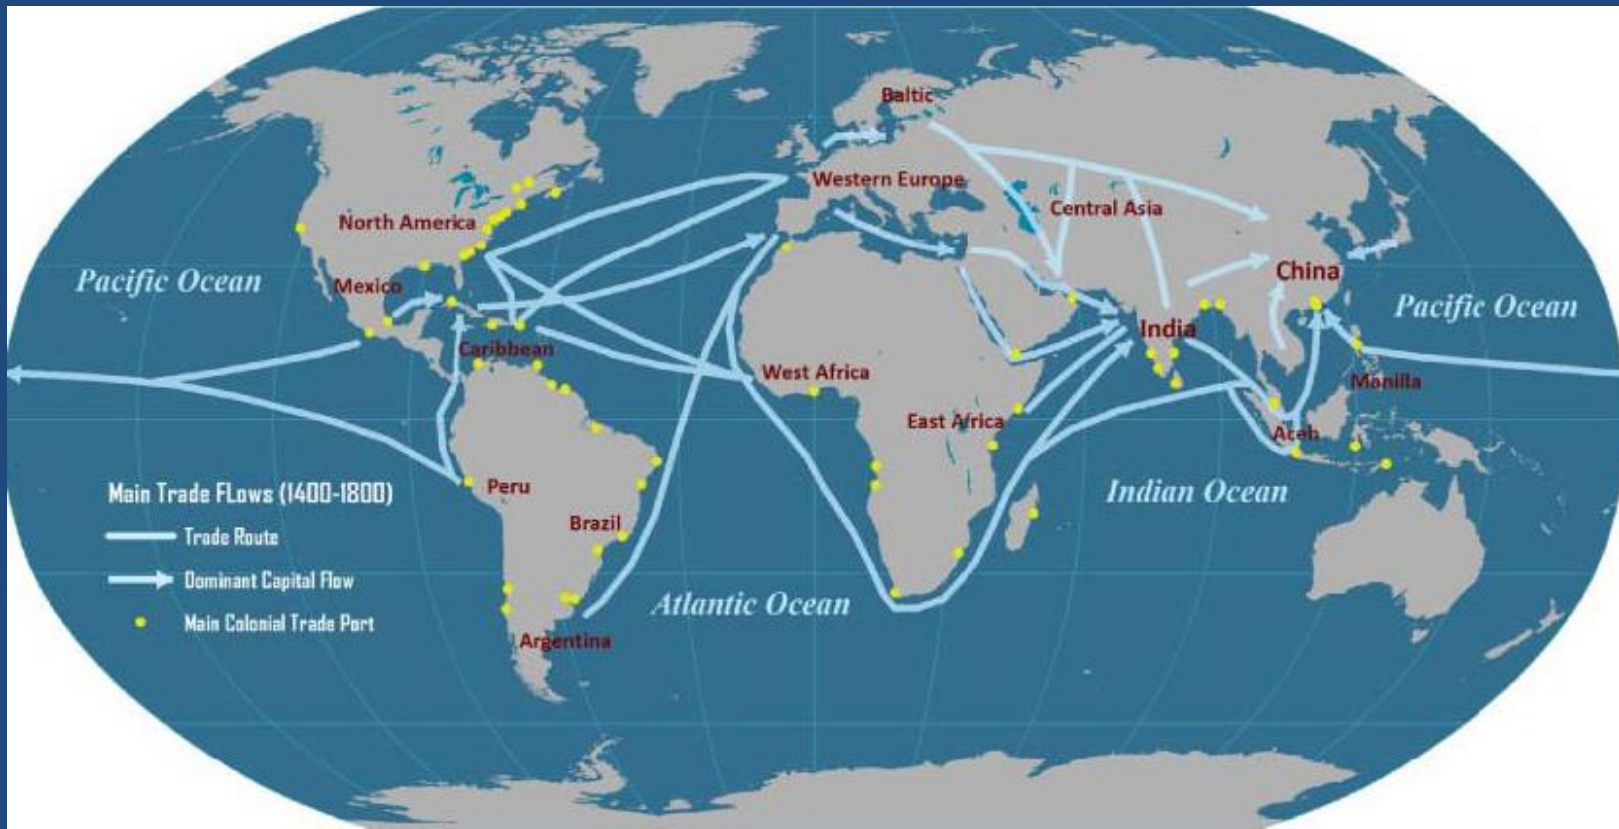 Baltic
Western Europe
Central Asia
North America
Pacific Ocean
Mexico
China
Pacific Ocean
India
Caribbean
West Africa
Manilla
East Africa
Aceh
Peru
Indian Ocean
Brazil
Main Trade FLows (1400-1800)
Trade Route
Dominant Capital Flow
Main Colonial Trade Port
Atlantic Ocean
Argentina